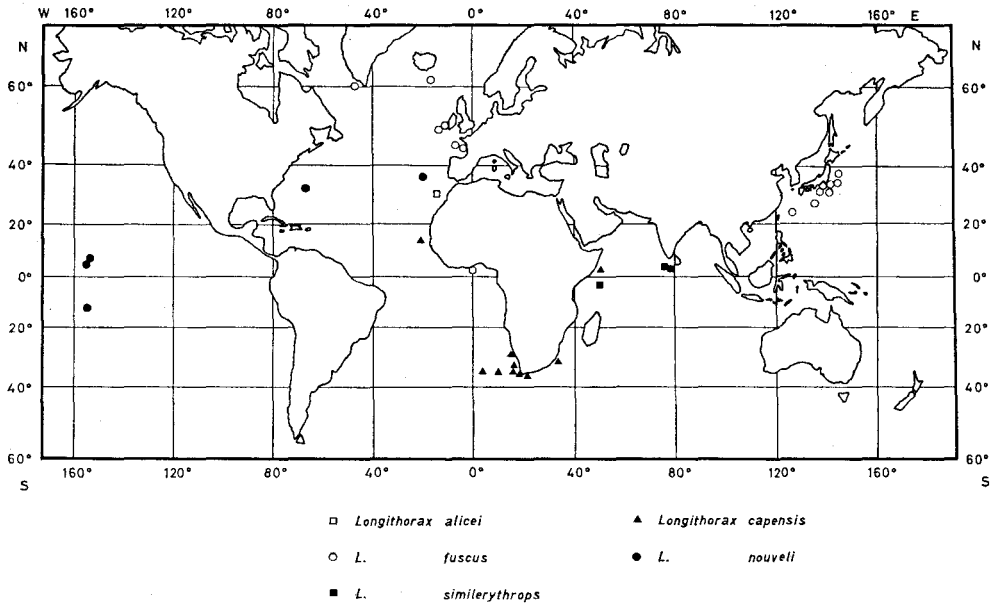 W 160° 120° 80° 40° 0° 40° 80° 120° 160° E
N N
60° 60°
40° 40°
20° 20°
0° 0°
20° 20°
40° 40°
60° 60°
S 160° 120° 80° 40° 0° 40° 80° 120° 160° S
Longithorax alicei
Longithorax capensis
L. fuscus
L. nouveli
L. similerythrops